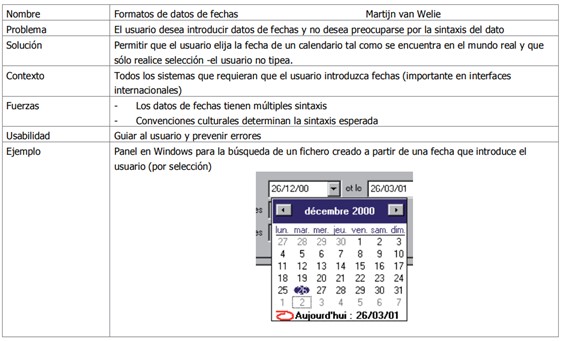 Nombre Formatos de datos de fechas Martijn van Welie
Problema El usuario desea introducir datos de fechas y no desea preocuparse por la sintaxis del dato
Solución Permitir que el usuario elija la fecha de un calendario tal como se encuentra en el mundo real y que
sólo realice selección -el usuario no tipea.
Contexto Todos los sistemas que requieran que el usuario introduzca fechas (importante en interfaces
internacionales)
Fuerzas - Los datos de fechas tienen múltiples sintaxis
- Convenciones culturales determinan la sintaxis esperada
Usabilidad Guiar al usuario y prevenir errores
Ejemplo Panel en Windows para la búsqueda de un fichero creado a partir de una fecha que introduce el
usuario (por selección)
26/12/00 et le 26/03/01
décembre 2000
lun. mar. mer. jeu. ven. sam. dim.
27 28 29 30 1 2 3
4 5 6 7 8 9 10
11 12 13 14 15 16 17
18 19 20 21 22 23 24
25 26 27 28 29 30 31
1 2 3 4 5 6 7
Aujourd'hui : 26/03/01